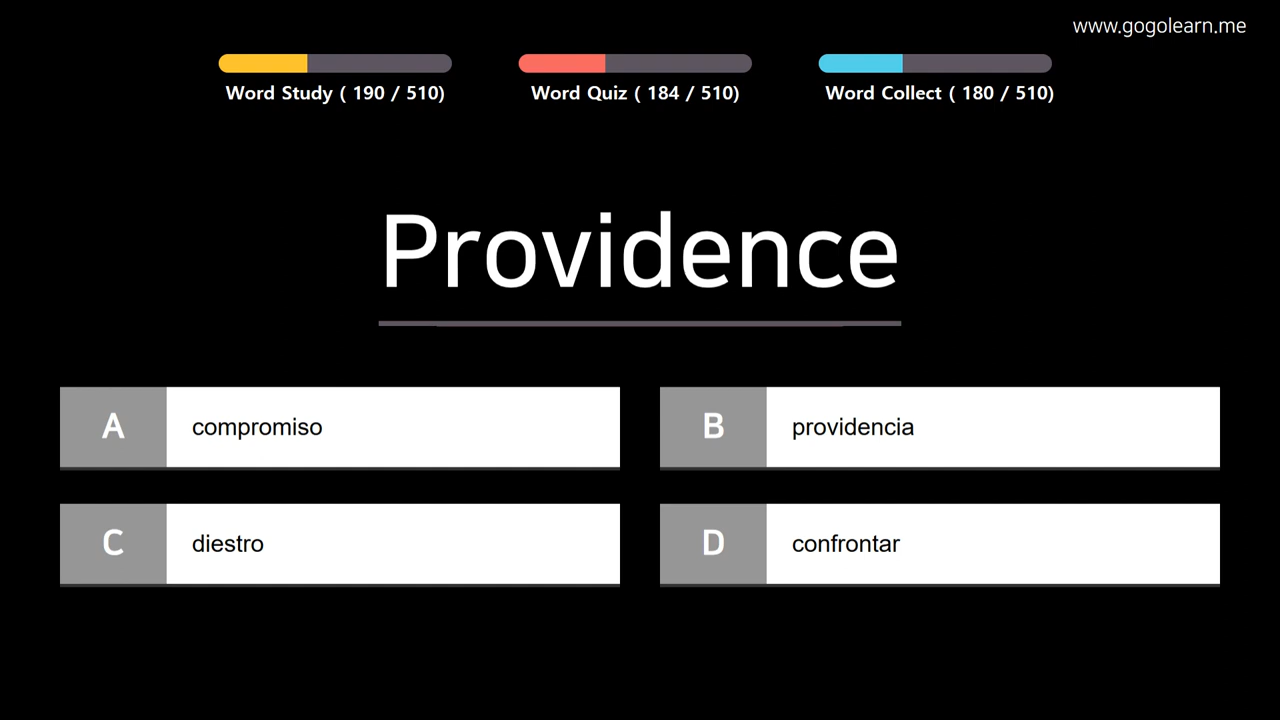 www.gogolearn.me
Word Study ( 190 / 510)
Word Quiz ( 184 / 510)
Word Collect ( 180 / 510)
Providence
A compromiso
B providencia
C diestro
D confrontar